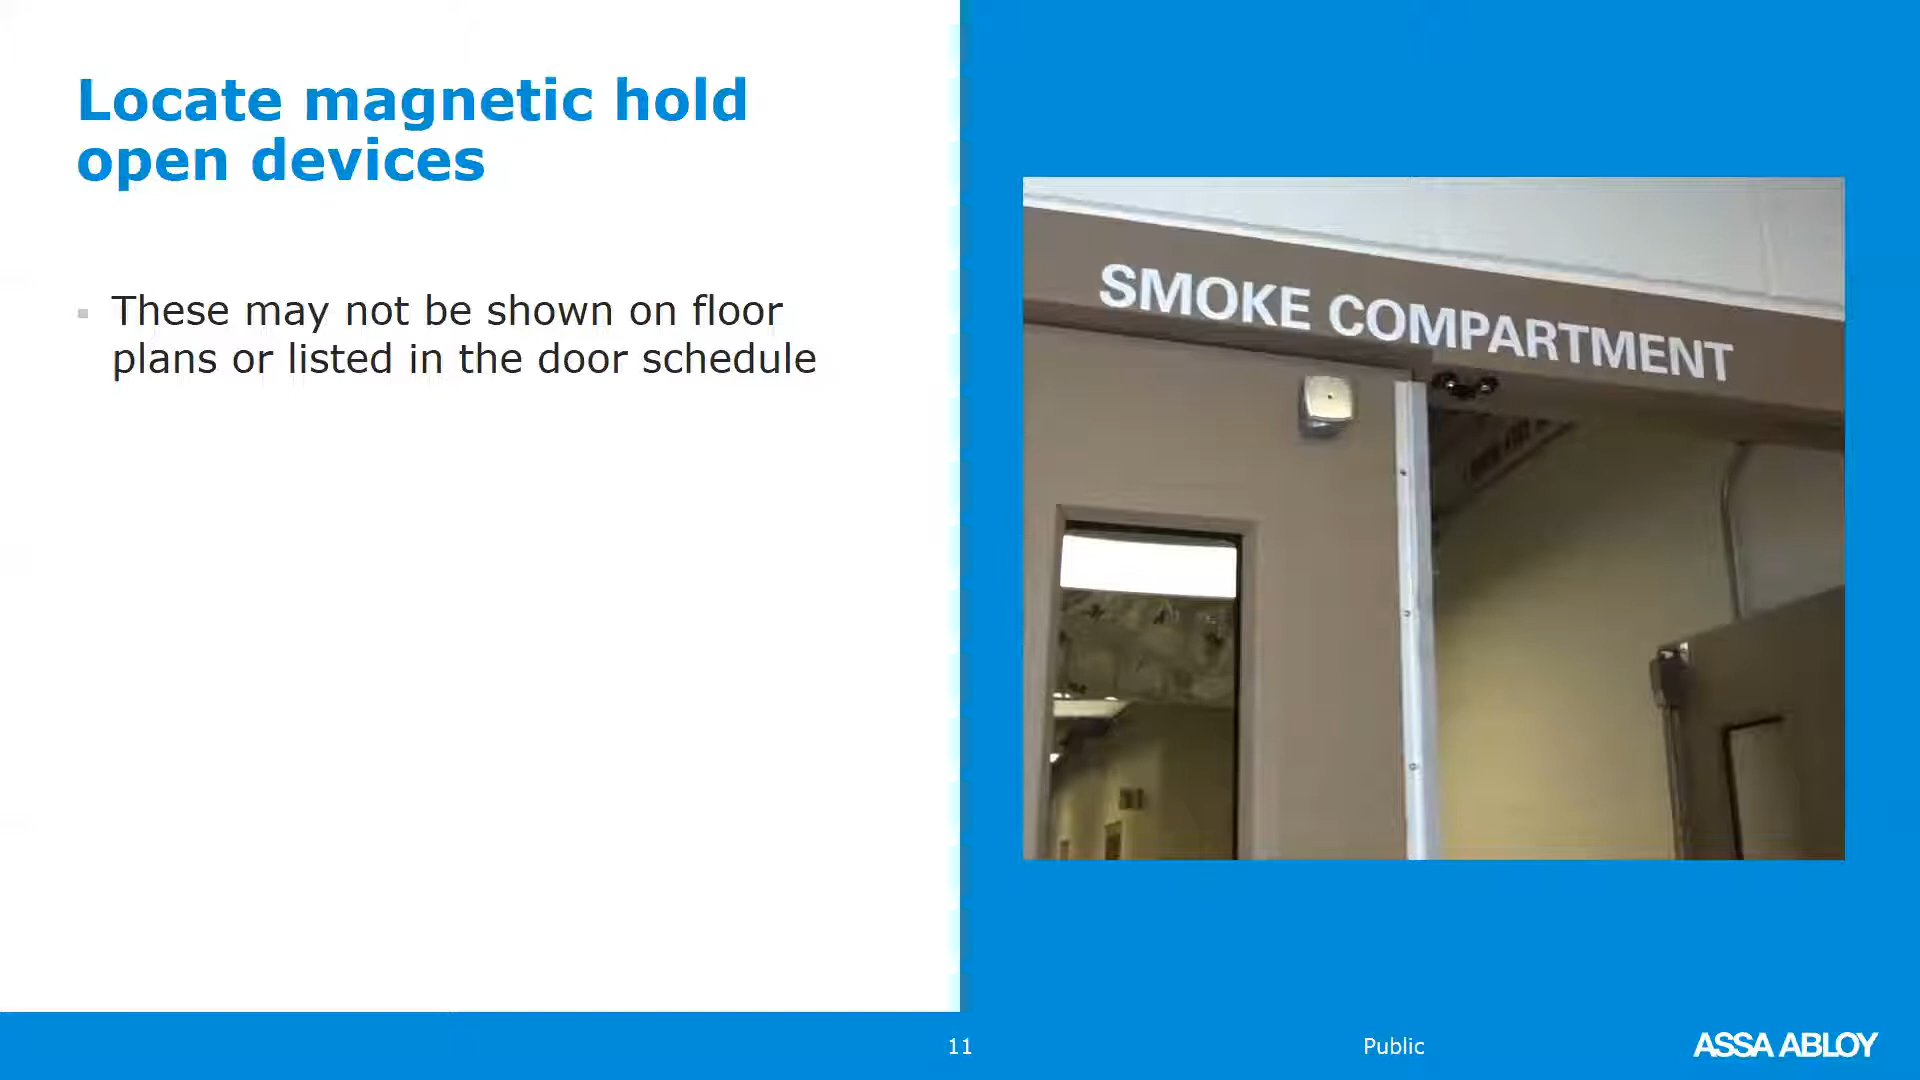 Locate magnetic hold
open devices
These may not be shown on floor
plans or listed in the door schedule
SMOKE COMPARTMENT
11
Public
ASSA ABLOY